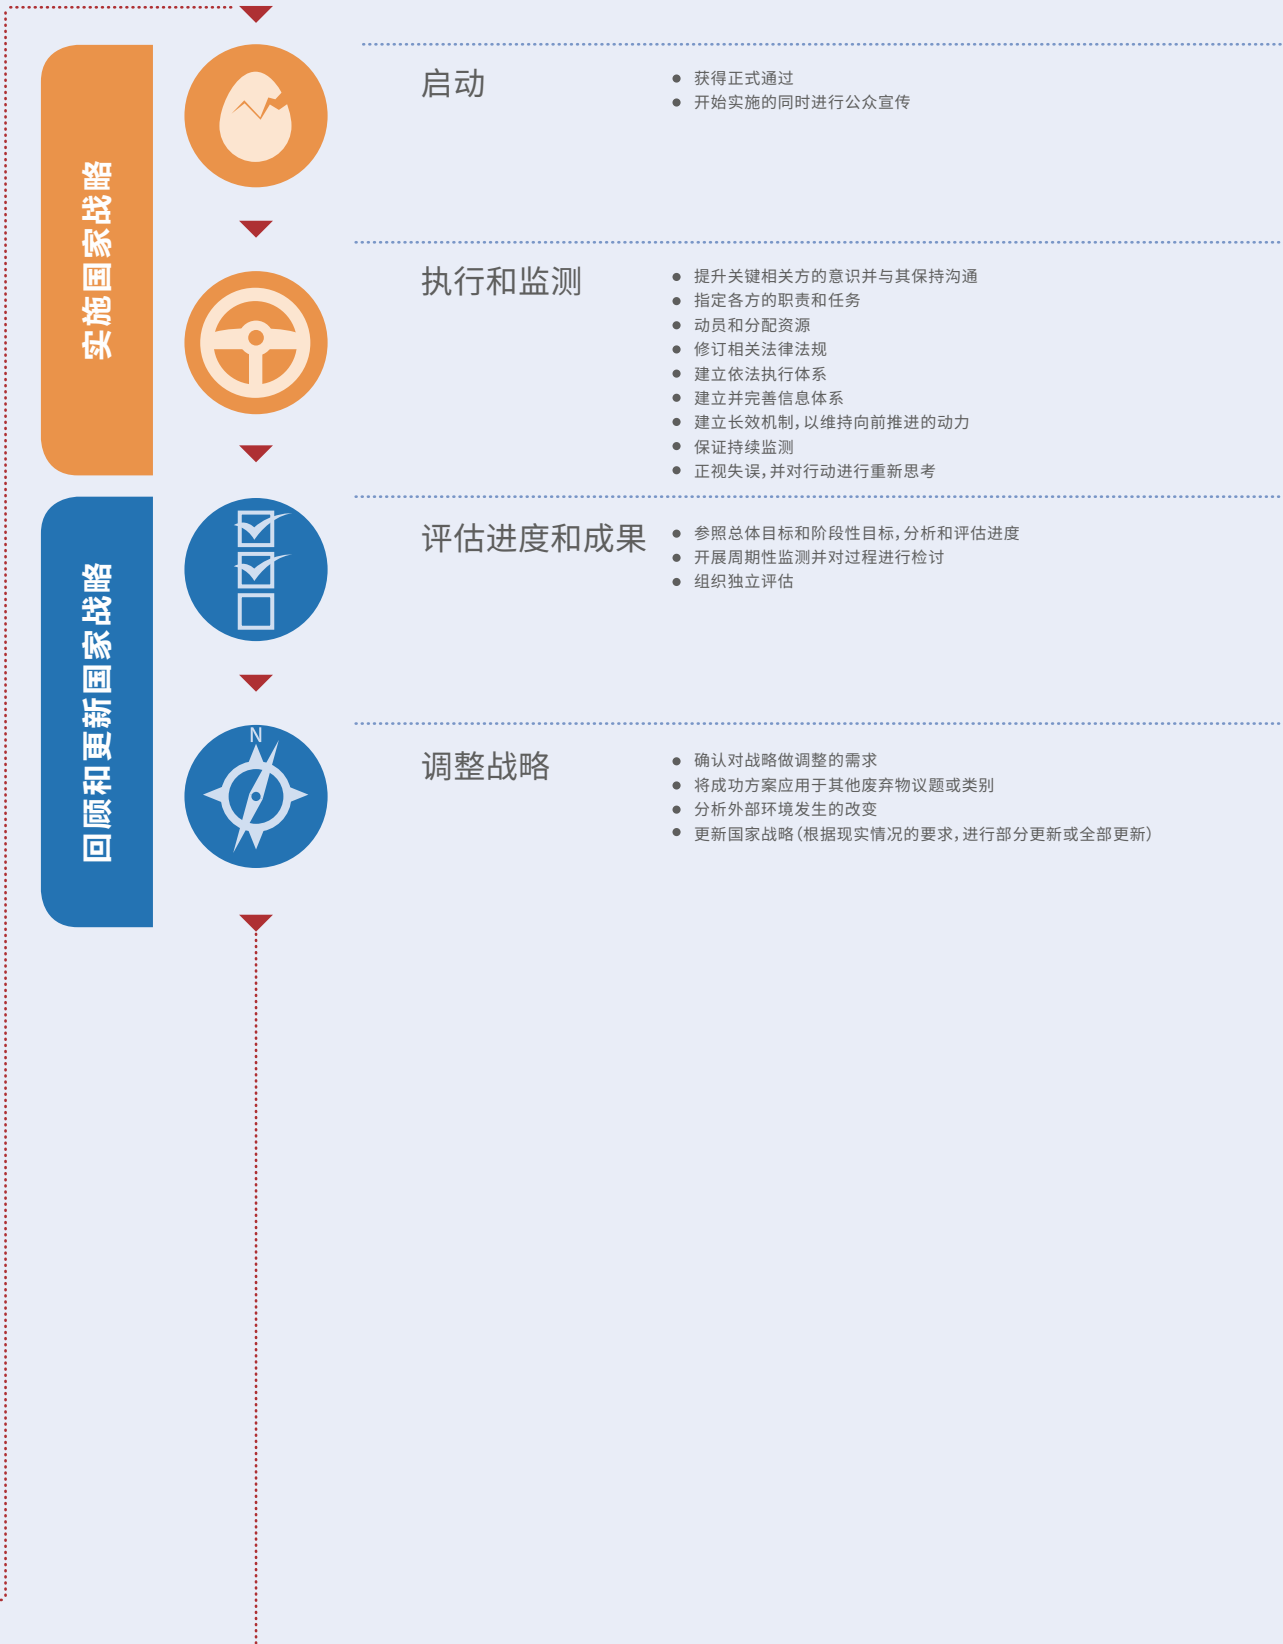 实施国家战略
启动
获得正式通过
开始实施的同时进行公众宣传
执行和监测
提升关键相关方的意识并与其保持沟通
指定各方的职责和任务
动员和分配资源
修订相关法律法规
建立依法执行体系
建立并完善信息体系
建立长效机制，以维持向前推进的动力
保证持续监测
正视失误，并对行动进行重新思考
回顾和更新国家战略
评估进度和成果
参照总体目标和阶段性目标，分析和评估进度
开展周期性监测并对过程进行检讨
组织独立评估
N
调整战略
确认对战略做调整的需求
将成功方案应用于其他废弃物议题或类别
分析外部环境发生的改变
更新国家战略（根据现实情况的要求，进行部分更新或全部更新）